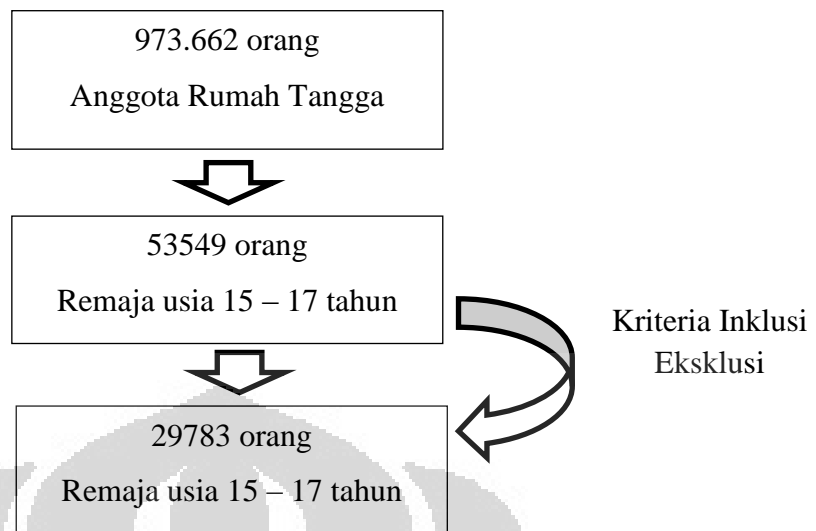 973.662 orang
Anggota Rumah Tangga
53549 orang
Remaja usia 15 – 17 tahun
Kriteria Inklusi
Eksklusi
29783 orang
Remaja usia 15 – 17 tahun